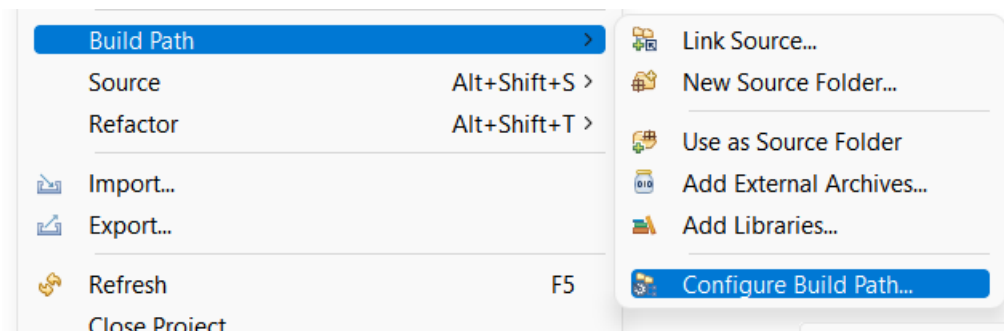 Build Path >
Source Alt+Shift+S >
Refactor Alt+Shift+T >
Import...
Export...
Refresh F5
Close Project
Link Source...
New Source Folder...
Use as Source Folder
Add External Archives...
Add Libraries...
Configure Build Path...